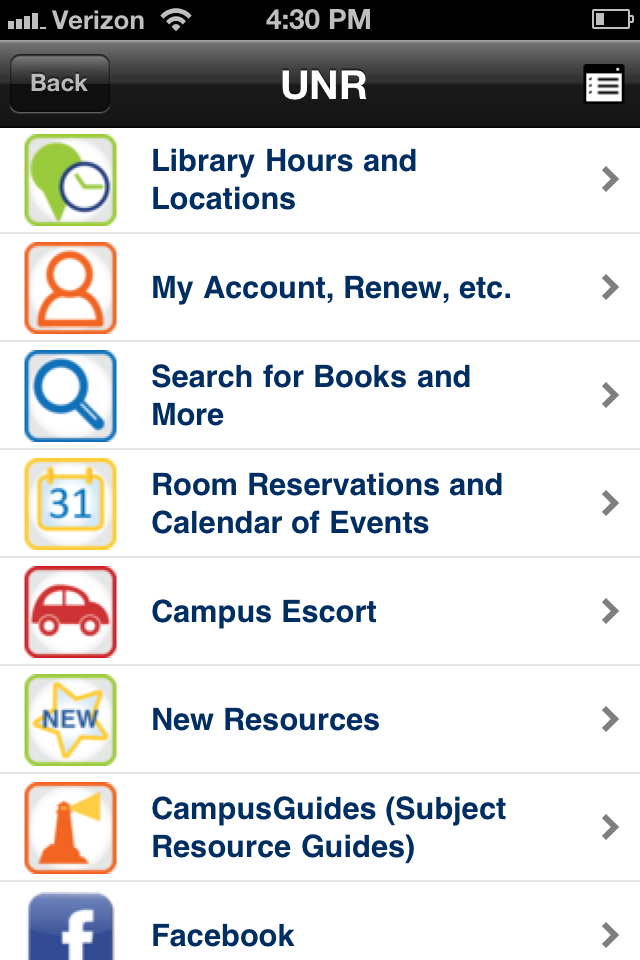 Verizon 4:30 PM
Back UNR
Library Hours and
Locations
My Account, Renew, etc.
Search for Books and
More
31
Room Reservations and
Calendar of Events
Campus Escort
NEW
New Resources
CampusGuides (Subject
Resource Guides)
f
Facebook